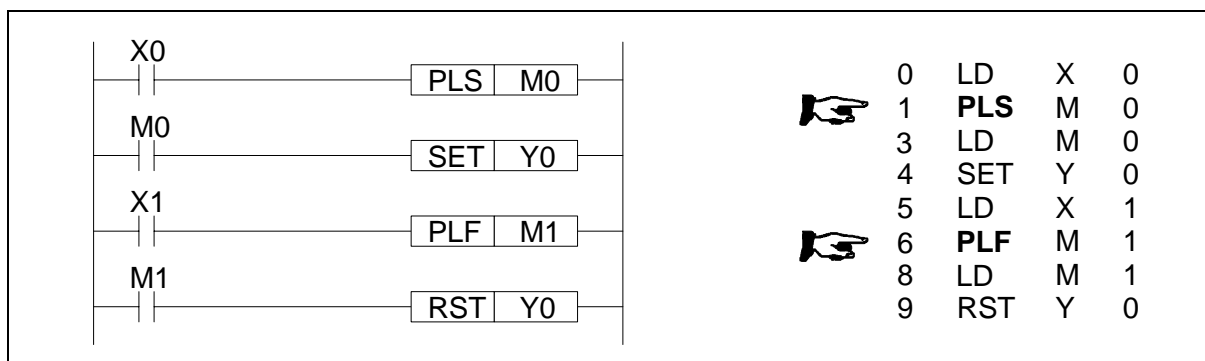 X0
PLS M0
M0
SET Y0
X1
PLF M1
M1
RST Y0
0 LD X 0
1 PLS M 0
3 LD M 0
4 SET Y 0
5 LD X 1
6 PLF M 1
8 LD M 1
9 RST Y 0